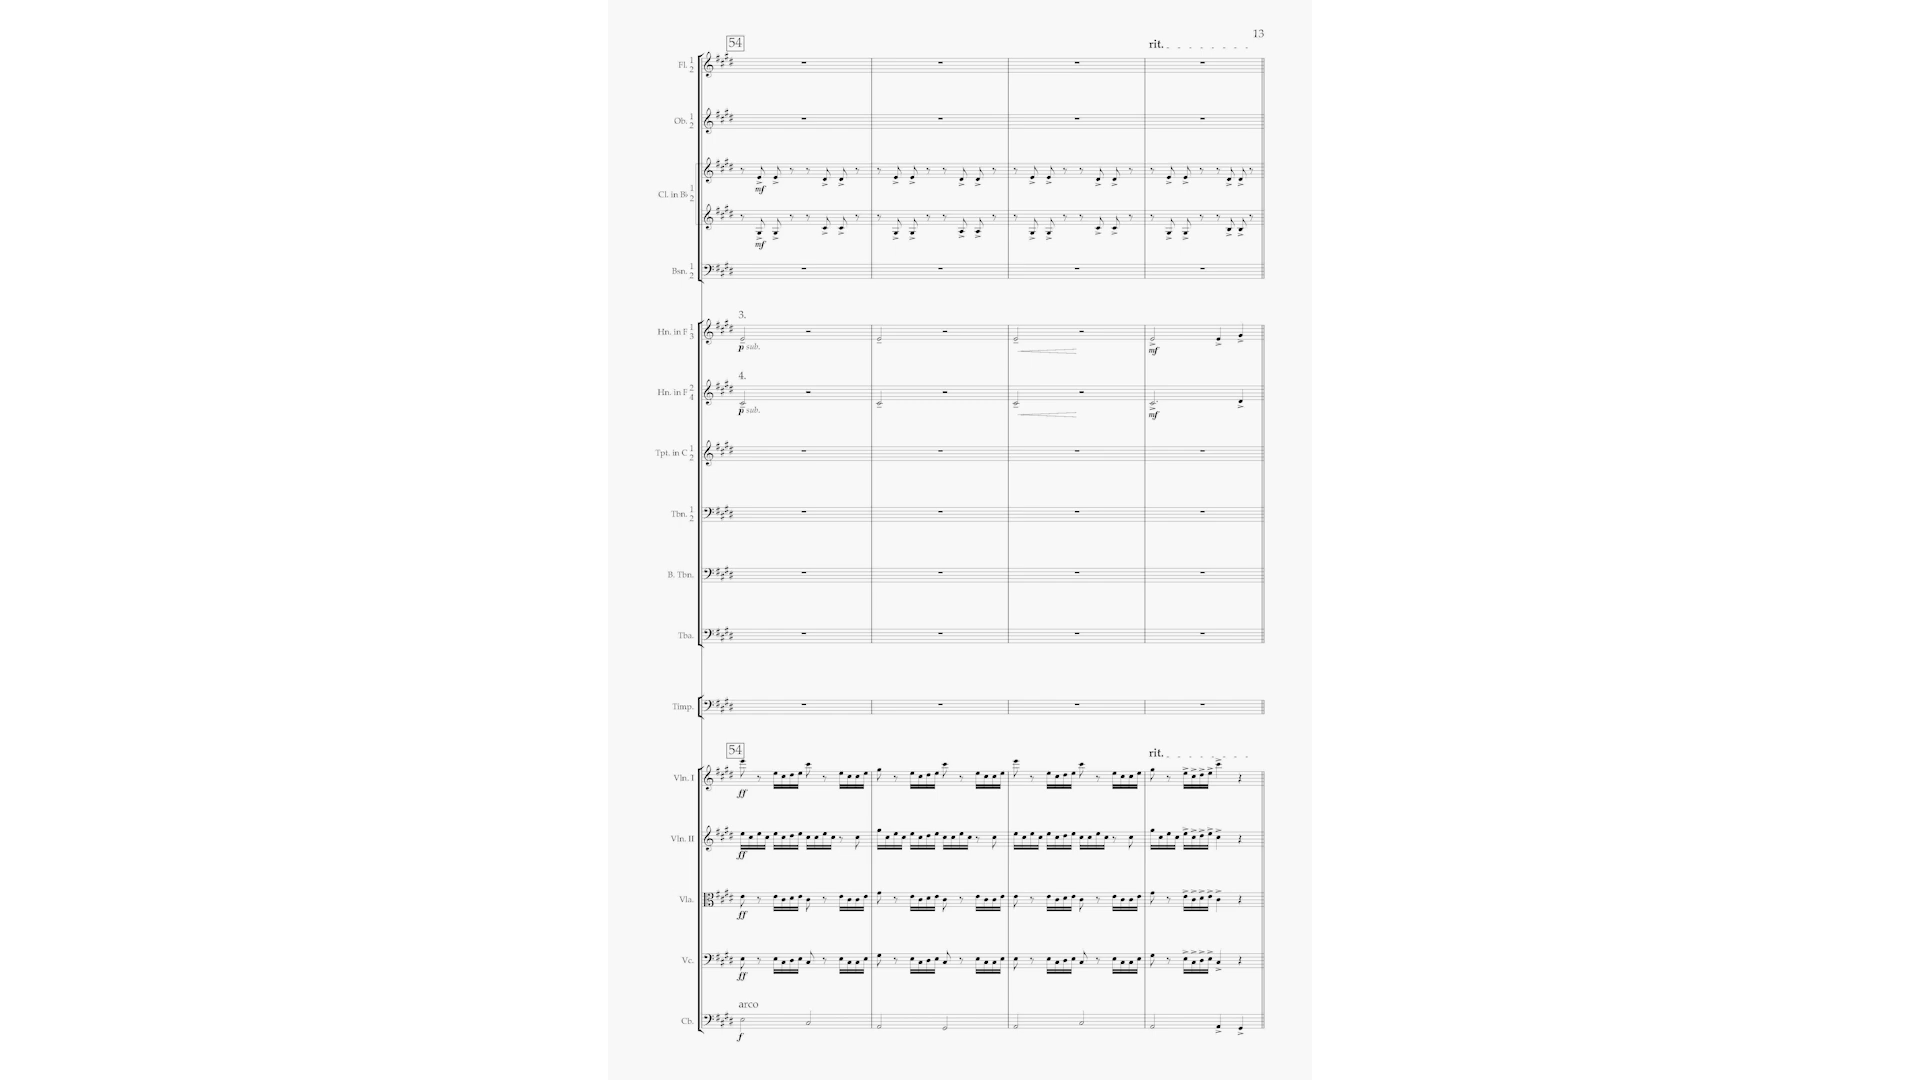 13
54
rit.
Fl. 1 2
Ob. 1 2
Cl. in B♭ 1 2
mf
mf
Bsn. 1 2
3.
Hn. in F 1 3
p sub.
mf
4.
Hn. in F 2 4
p sub.
mf
Tpt. in C 1 2
Tbn. 1 2
B. Tbn.
Tba.
Timp.
54
rit.
Vln. I
ff
Vln. II
ff
Vla.
ff
Vc.
ff
arco
Cb.
f